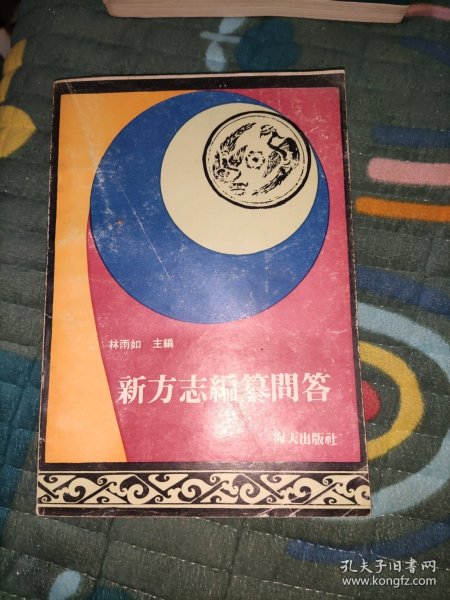 林雨如 主編
新方志編纂問答
海天出版社
孔夫子旧书网
www.kongfz.com